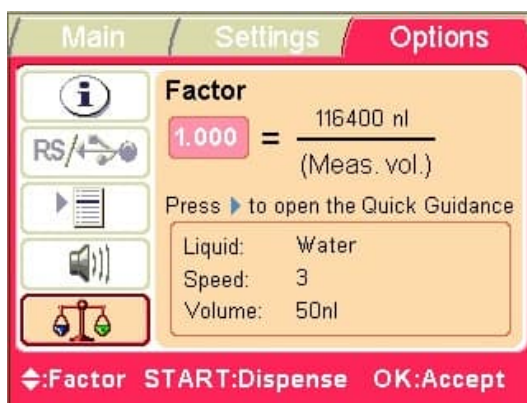 Main Settings Options
RS/
Factor
1.000 = 116400 nl
(Meas. vol.)
Press to open the Quick Guidance
Liquid: Water
Speed: 3
Volume: 50nl
:Factor START:Dispense OK:Accept